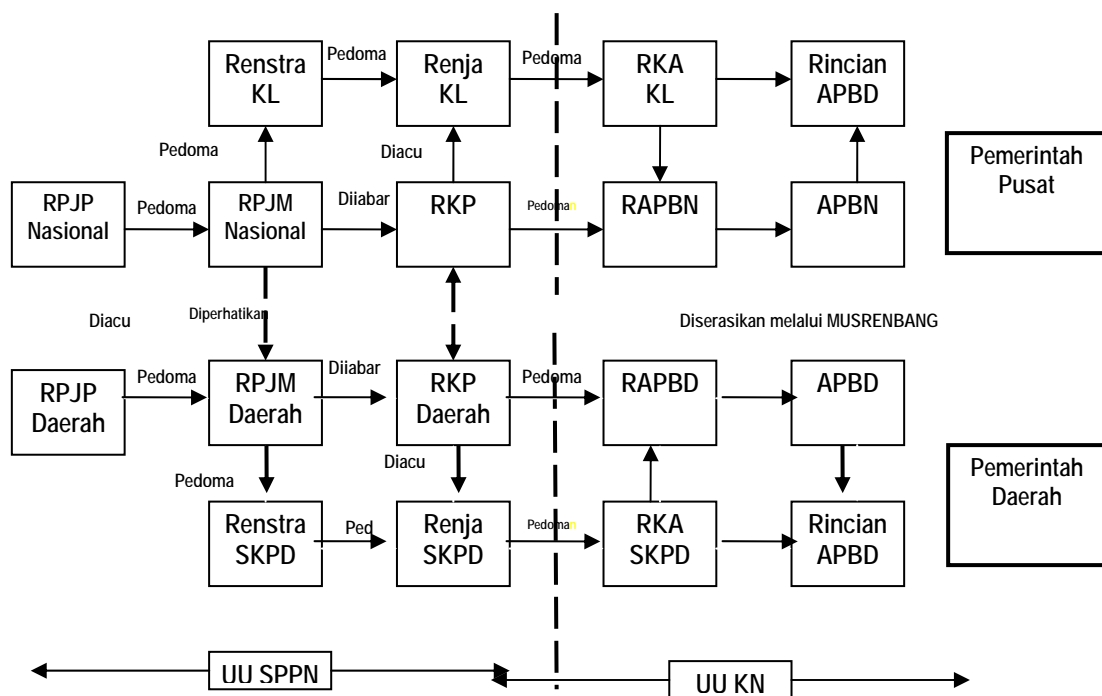 Renstra
KL
Pedoma
Renja
KL
Pedoma
RKA
KL
Rincian
APBD
Pedoma
Diacu
Pemerintah
Pusat
RPJP
Nasional
Pedoma
RPJM
Nasional
Diiabar
RKP
Pedoman
RAPBN
APBN
Diacu
Diperhatikan
Diserasikan melalui MUSRENBANG
RPJP
Daerah
Pedoma
RPJM
Daerah
Diiabar
RKP
Daerah
Pedoma
RAPBD
APBD
Pedoma
Diacu
Pemerintah
Daerah
Renstra
SKPD
Ped
Renja
SKPD
Pedoman
RKA
SKPD
Rincian
APBD
UU SPPN
UU KN